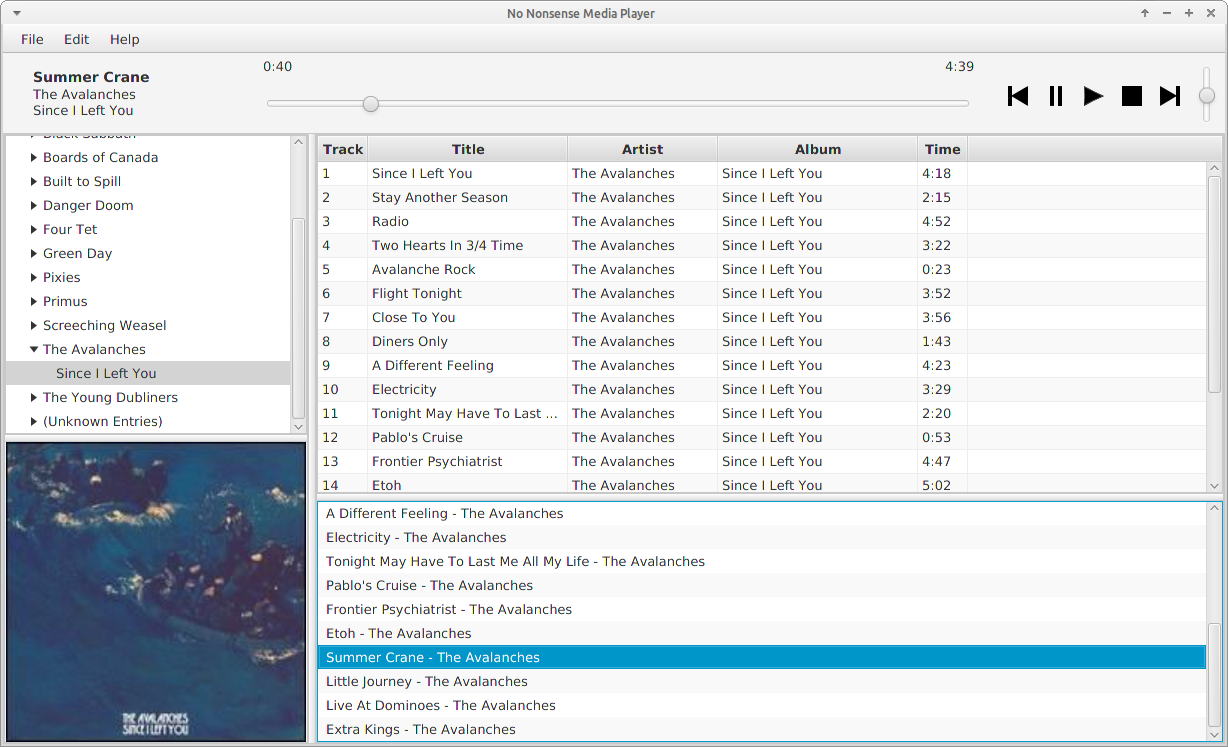 No Nonsense Media Player
File Edit Help
0:40 4:39
Summer Crane
The Avalanches
Since I Left You
Black Sabbath
Boards of Canada
Built to Spill
Danger Doom
Four Tet
Green Day
Pixies
Primus
Screeching Weasel
The Avalanches
Since I Left You
The Young Dubliners
(Unknown Entries)
THE AVALANCHES
SINCE I LEFT YOU
Track Title Artist Album Time
1 Since I Left You The Avalanches Since I Left You 4:18
2 Stay Another Season The Avalanches Since I Left You 2:15
3 Radio The Avalanches Since I Left You 4:52
4 Two Hearts In 3/4 Time The Avalanches Since I Left You 3:22
5 Avalanche Rock The Avalanches Since I Left You 0:23
6 Flight Tonight The Avalanches Since I Left You 3:52
7 Close To You The Avalanches Since I Left You 3:56
8 Diners Only The Avalanches Since I Left You 1:43
9 A Different Feeling The Avalanches Since I Left You 4:23
10 Electricity The Avalanches Since I Left You 3:29
11 Tonight May Have To Last ... The Avalanches Since I Left You 2:20
12 Pablo's Cruise The Avalanches Since I Left You 0:53
13 Frontier Psychiatrist The Avalanches Since I Left You 4:47
14 Etoh The Avalanches Since I Left You 5:02
A Different Feeling - The Avalanches
Electricity - The Avalanches
Tonight May Have To Last Me All My Life - The Avalanches
Pablo's Cruise - The Avalanches
Frontier Psychiatrist - The Avalanches
Etoh - The Avalanches
Summer Crane - The Avalanches
Little Journey - The Avalanches
Live At Dominoes - The Avalanches
Extra Kings - The Avalanches